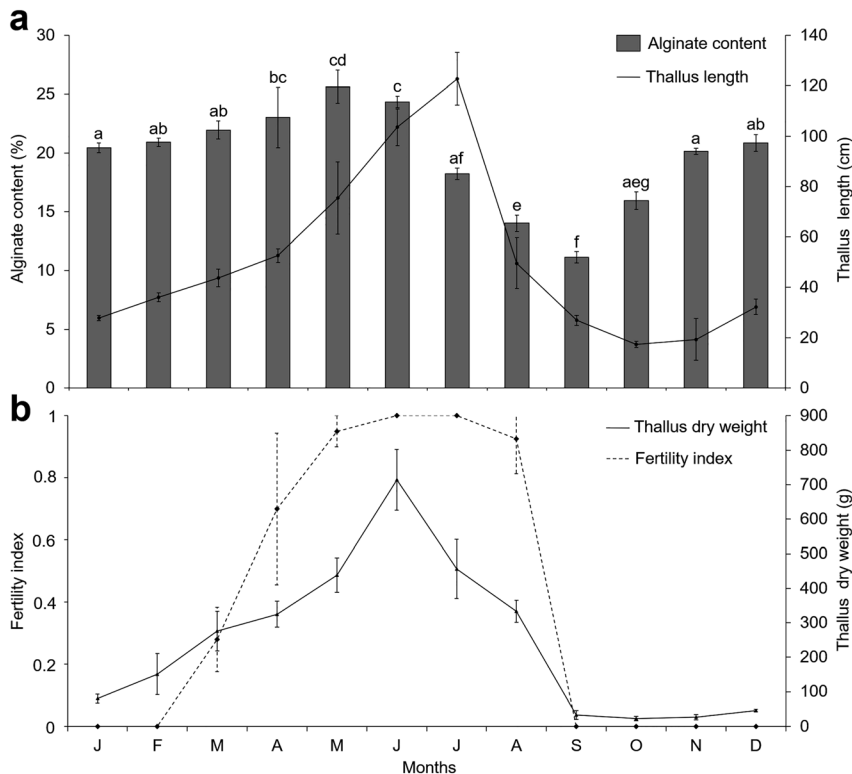 a
30 140
Alginate content
Thallus length
25 120
20 100
15 80
10 60
5 40
0 20
0
Alginate content (%)
Thallus length (cm)
a ab ab bc cd c af e f aeg a ab
b
1 900
Thallus dry weight
Fertility index
0.8 800
0.6 700
0.4 600
0.2 500
0 400
300
200
100
0
Fertility index
Thallus dry weight (g)
J F M A M J J A S O N D
Months